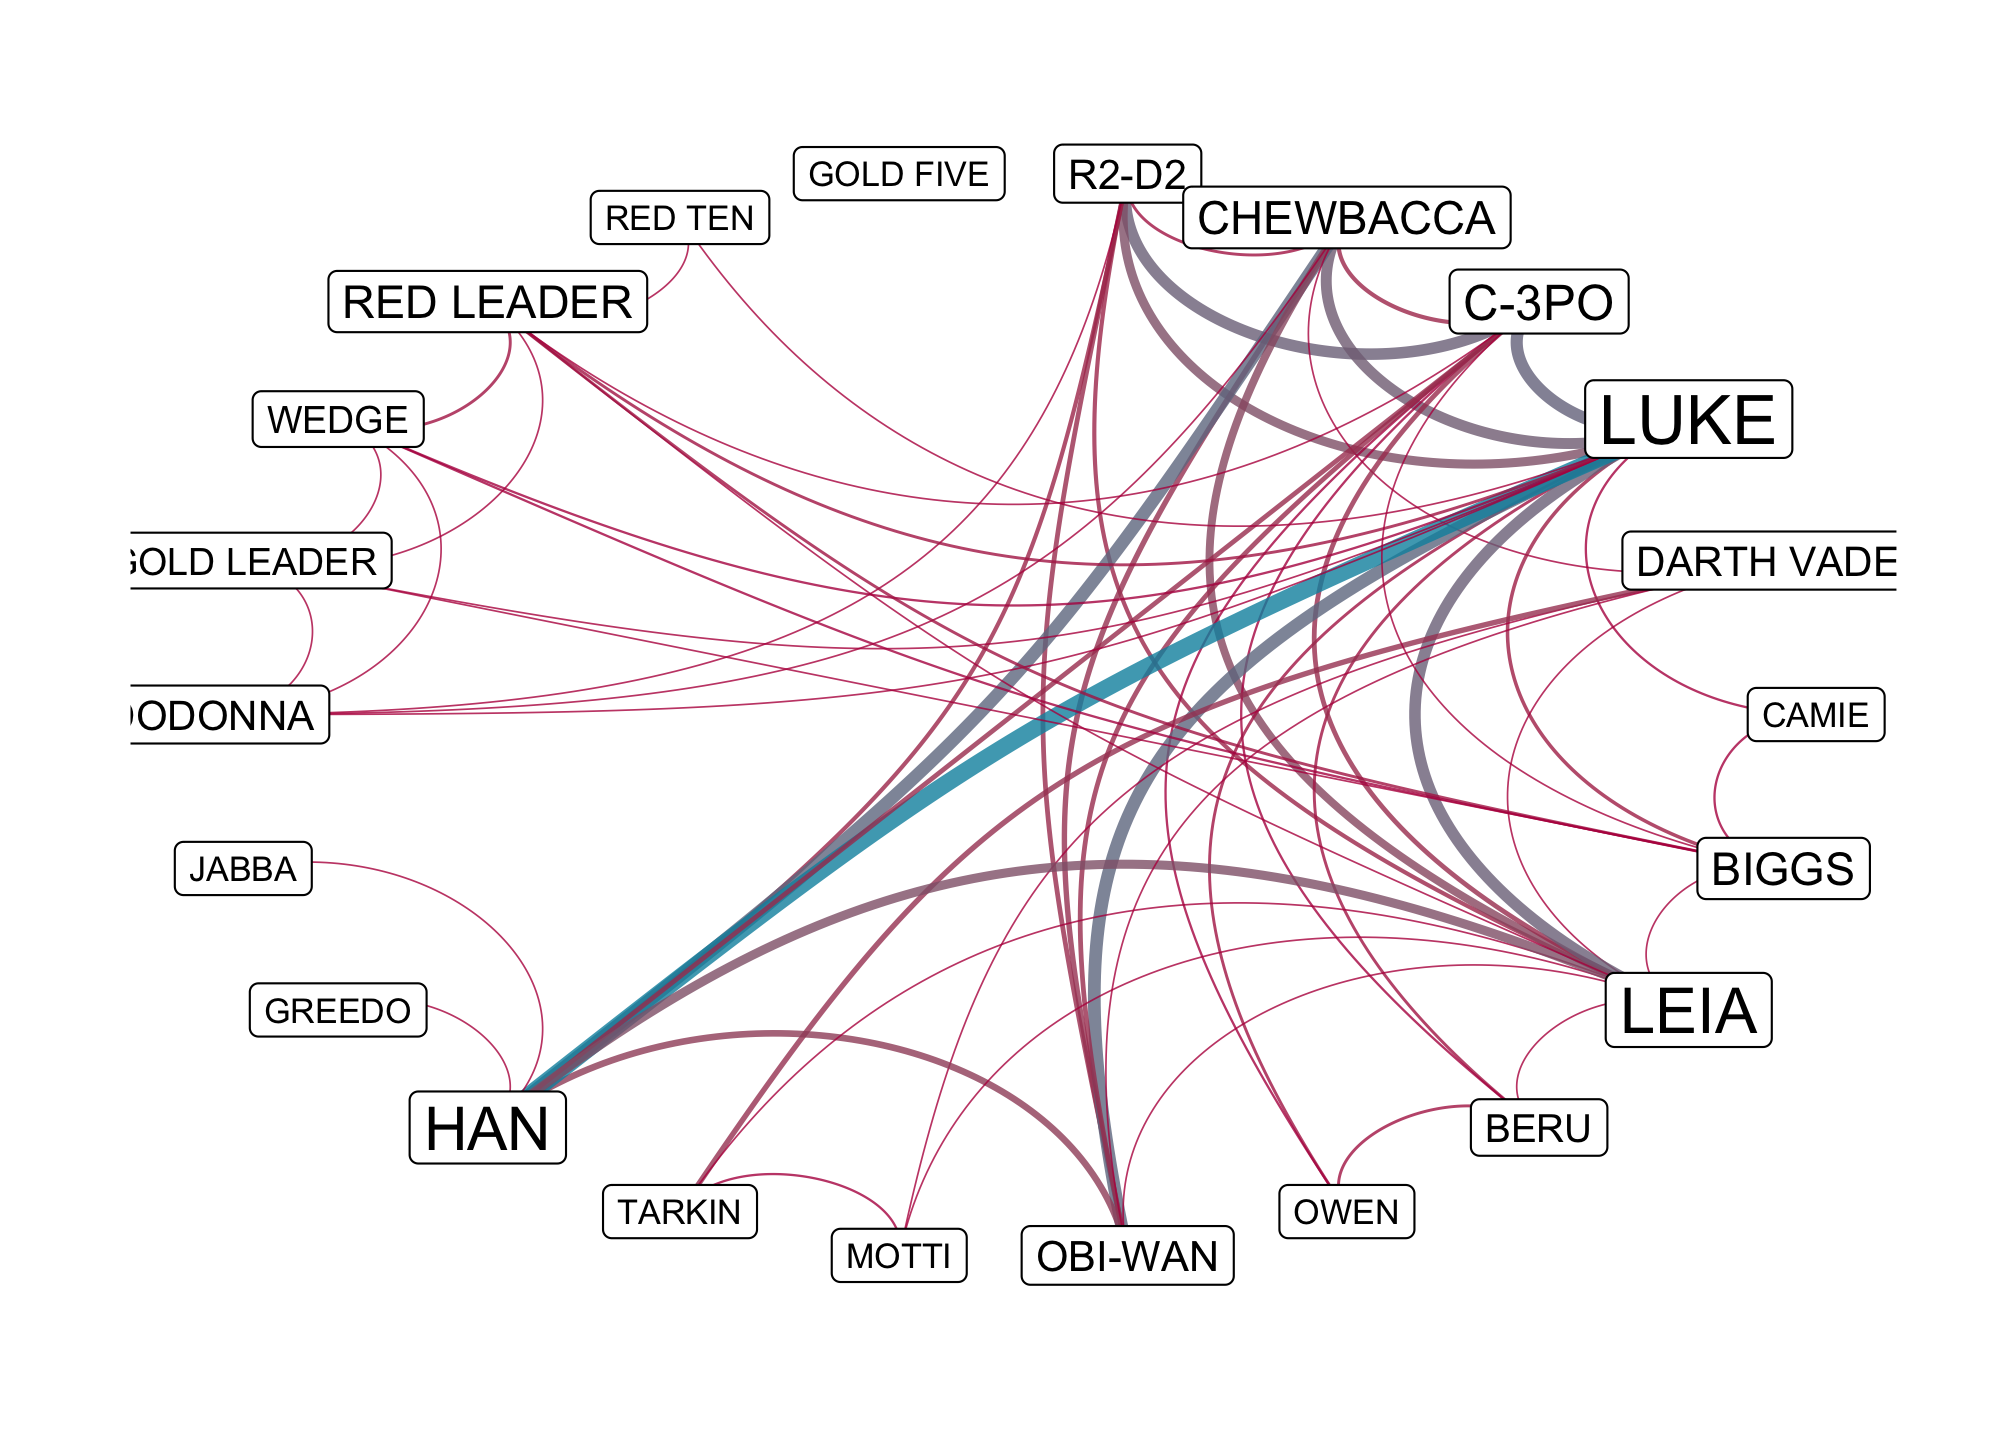 GOLD FIVE
R2-D2
CHEWBACCA
RED TEN
C-3PO
RED LEADER
LUKE
WEDGE
GOLD LEADER
DARTH VADE
DODONNA
CAMIE
JABBA
BIGGS
GREEDO
LEIA
HAN
BERU
TARKIN
OWEN
MOTTI
OBI-WAN